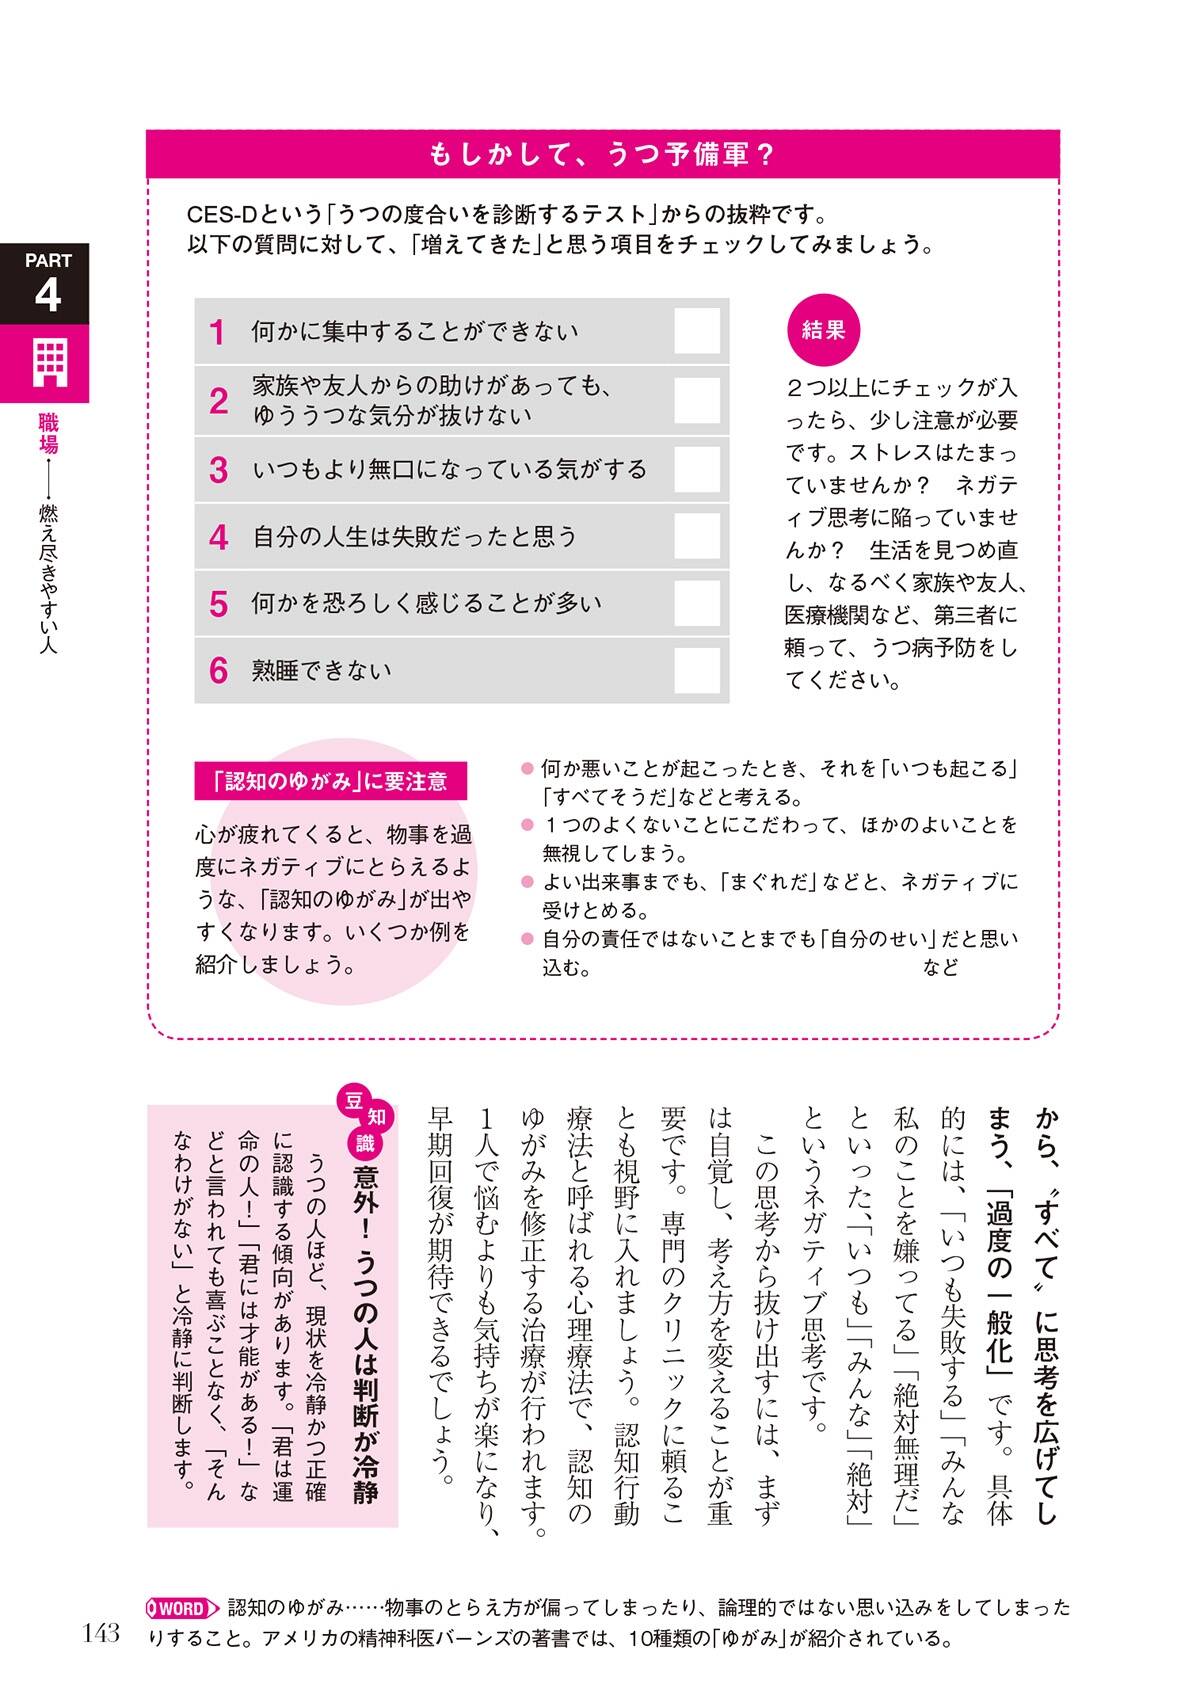 もしかして、うつ予備軍？
CES-Dという「うつの度合いを診断するテスト」からの抜粋です。
以下の質問に対して、「増えてきた」と思う項目をチェックしてみましょう。
PART
4
職場――燃え尽きやすい人
1 何かに集中することができない
2 家族や友人からの助けがあっても、
ゆううつな気分が抜けない
3 いつもより無口になっている気がする
4 自分の人生は失敗だったと思う
5 何かを恐ろしく感じることが多い
6 熟睡できない
結果
２つ以上にチェックが入
ったら、少し注意が必要
です。ストレスはたまっ
ていませんか？　ネガテ
ィブ思考に陥っていませ
んか？　生活を見つめ直
し、なるべく家族や友人、
医療機関など、第三者に
頼って、うつ病予防をし
てください。
「認知のゆがみ」に要注意
心が疲れてくると、物事を過
度にネガティブにとらえるよ
うな、「認知のゆがみ」が出や
すくなります。いくつか例を
紹介しましょう。
● 何か悪いことが起こったとき、それを「いつも起こる」
「すべてそうだ」などと考える。
● １つのよくないことにこだわって、ほかのよいことを
無視してしまう。
● よい出来事までも、「まぐれだ」などと、ネガティブに
受けとめる。
● 自分の責任ではないことまでも「自分のせい」だと思い
込む。　など
から、〝すべて〟に思考を広げてし
まう、「過度の一般化」です。具体
的には、「いつも失敗する」「みんな
私のことを嫌ってる」「絶対無理だ」
といった、「いつも」「みんな」「絶対」
というネガティブ思考です。
この思考から抜け出すには、まず
は自覚し、考え方を変えることが重
要です。専門のクリニックに頼るこ
とも視野に入れましょう。認知行動
療法と呼ばれる心理療法で、認知の
ゆがみを修正する治療が行われます。
１人で悩むよりも気持ちが楽になり、
早期回復が期待できるでしょう。
豆知識
意外！うつの人は判断が冷静
うつの人ほど、現状を冷静かつ正確
に認識する傾向があります。「君は運
命の人！」「君には才能がある！」な
どと言われても喜ぶことなく、「そん
なわけがない」と冷静に判断します。
WORD 認知のゆがみ……物事のとらえ方が偏ってしまったり、論理的ではない思い込みをしてしまった
りすること。アメリカの精神科医バーンズの著書では、10種類の「ゆがみ」が紹介されている。
143